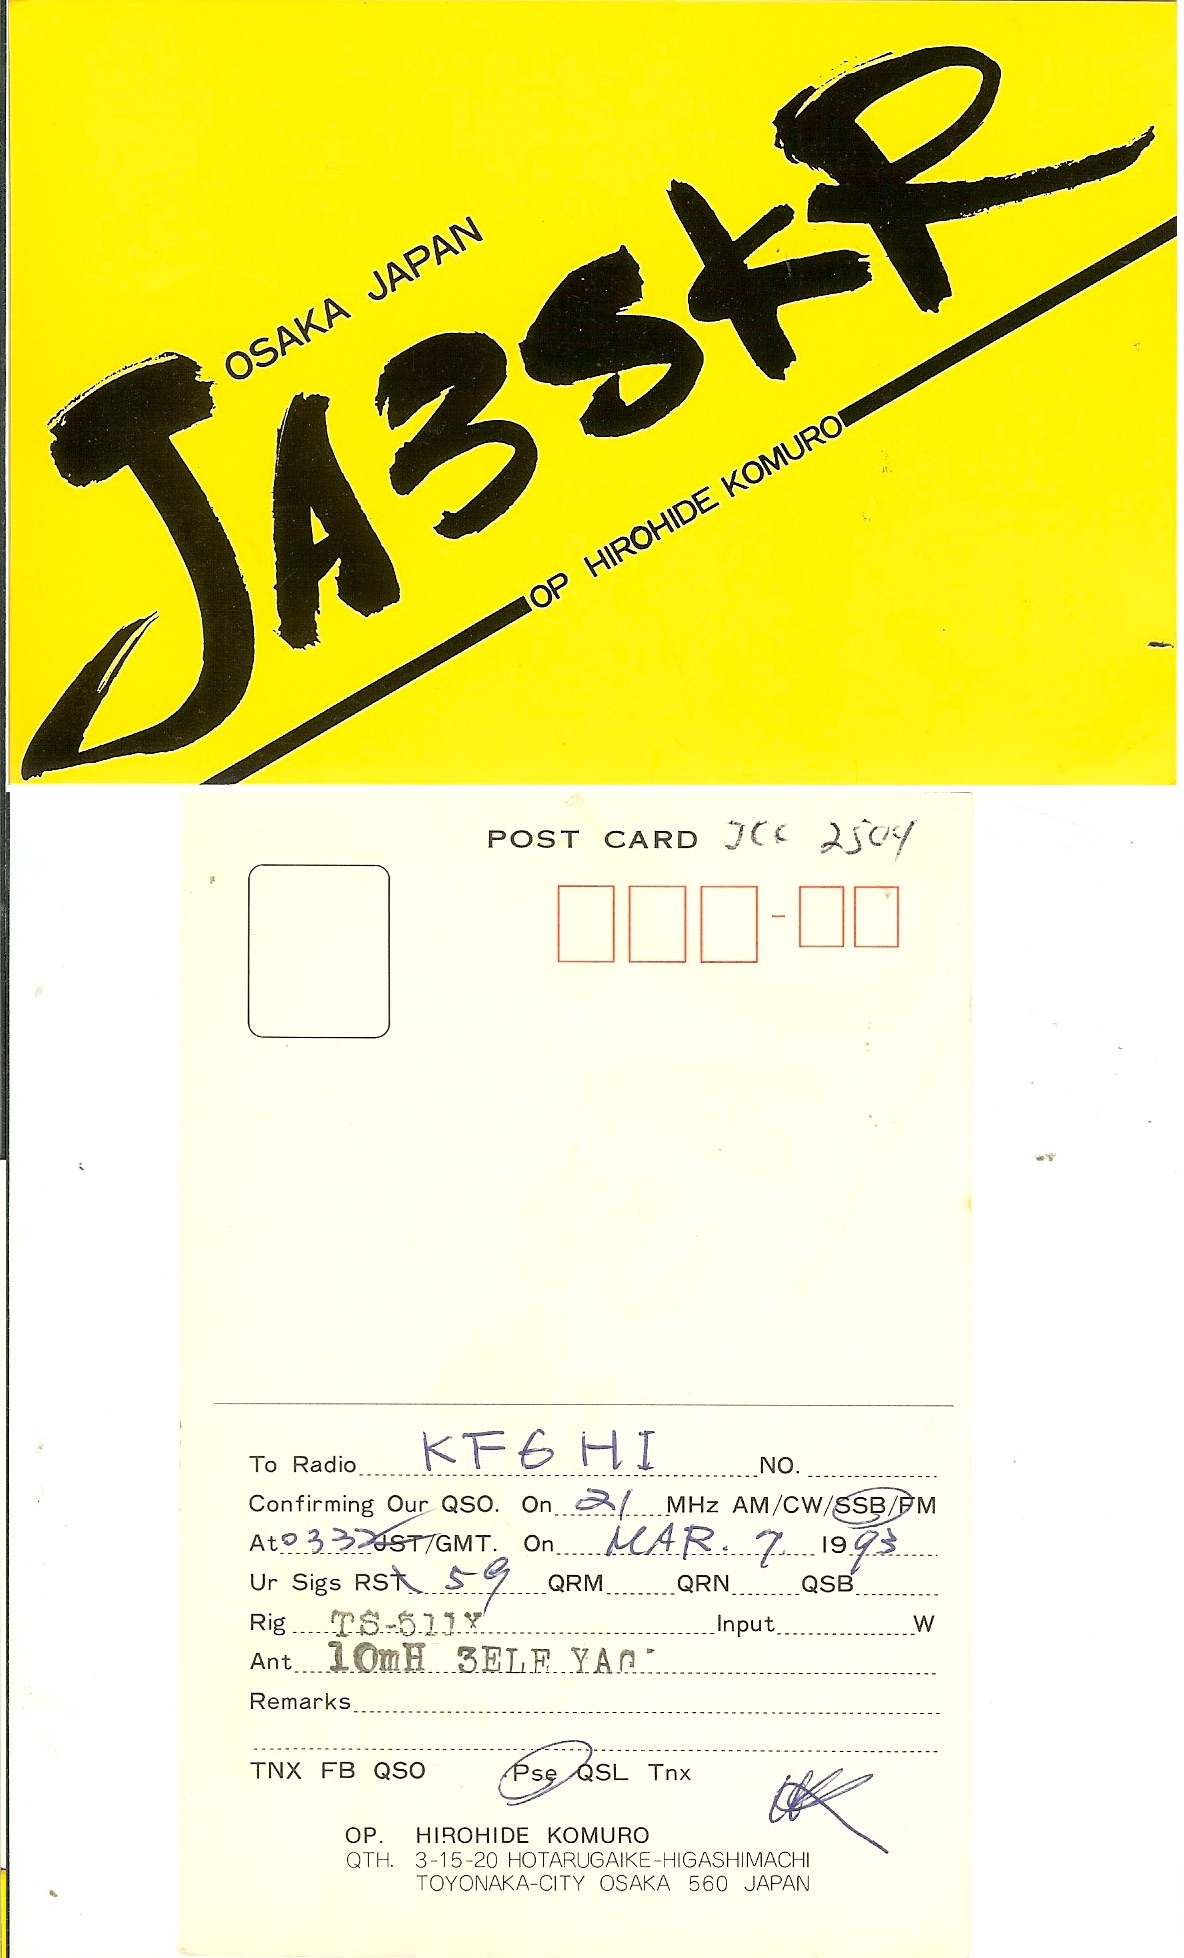 OSAKA JAPAN
JA3SKR
OP HIROHIDE KOMURO
POST CARD JCC 2504
To Radio KF6HI NO.
Confirming Our QSO. On 21 MHz AM/CW/SSB/FM
At 0332 JST/GMT. On MAR. 7 1993
Ur Sigs RST 59 QRM QRN QSB
Rig TS-511X Input W
Ant 10mH 3ELE YAG
Remarks
TNX FB QSO Pse QSL Tnx
OP. HIROHIDE KOMURO
QTH. 3-15-20 HOTARUGAIKE-HIGASHIMACHI
TOYONAKA-CITY OSAKA 560 JAPAN